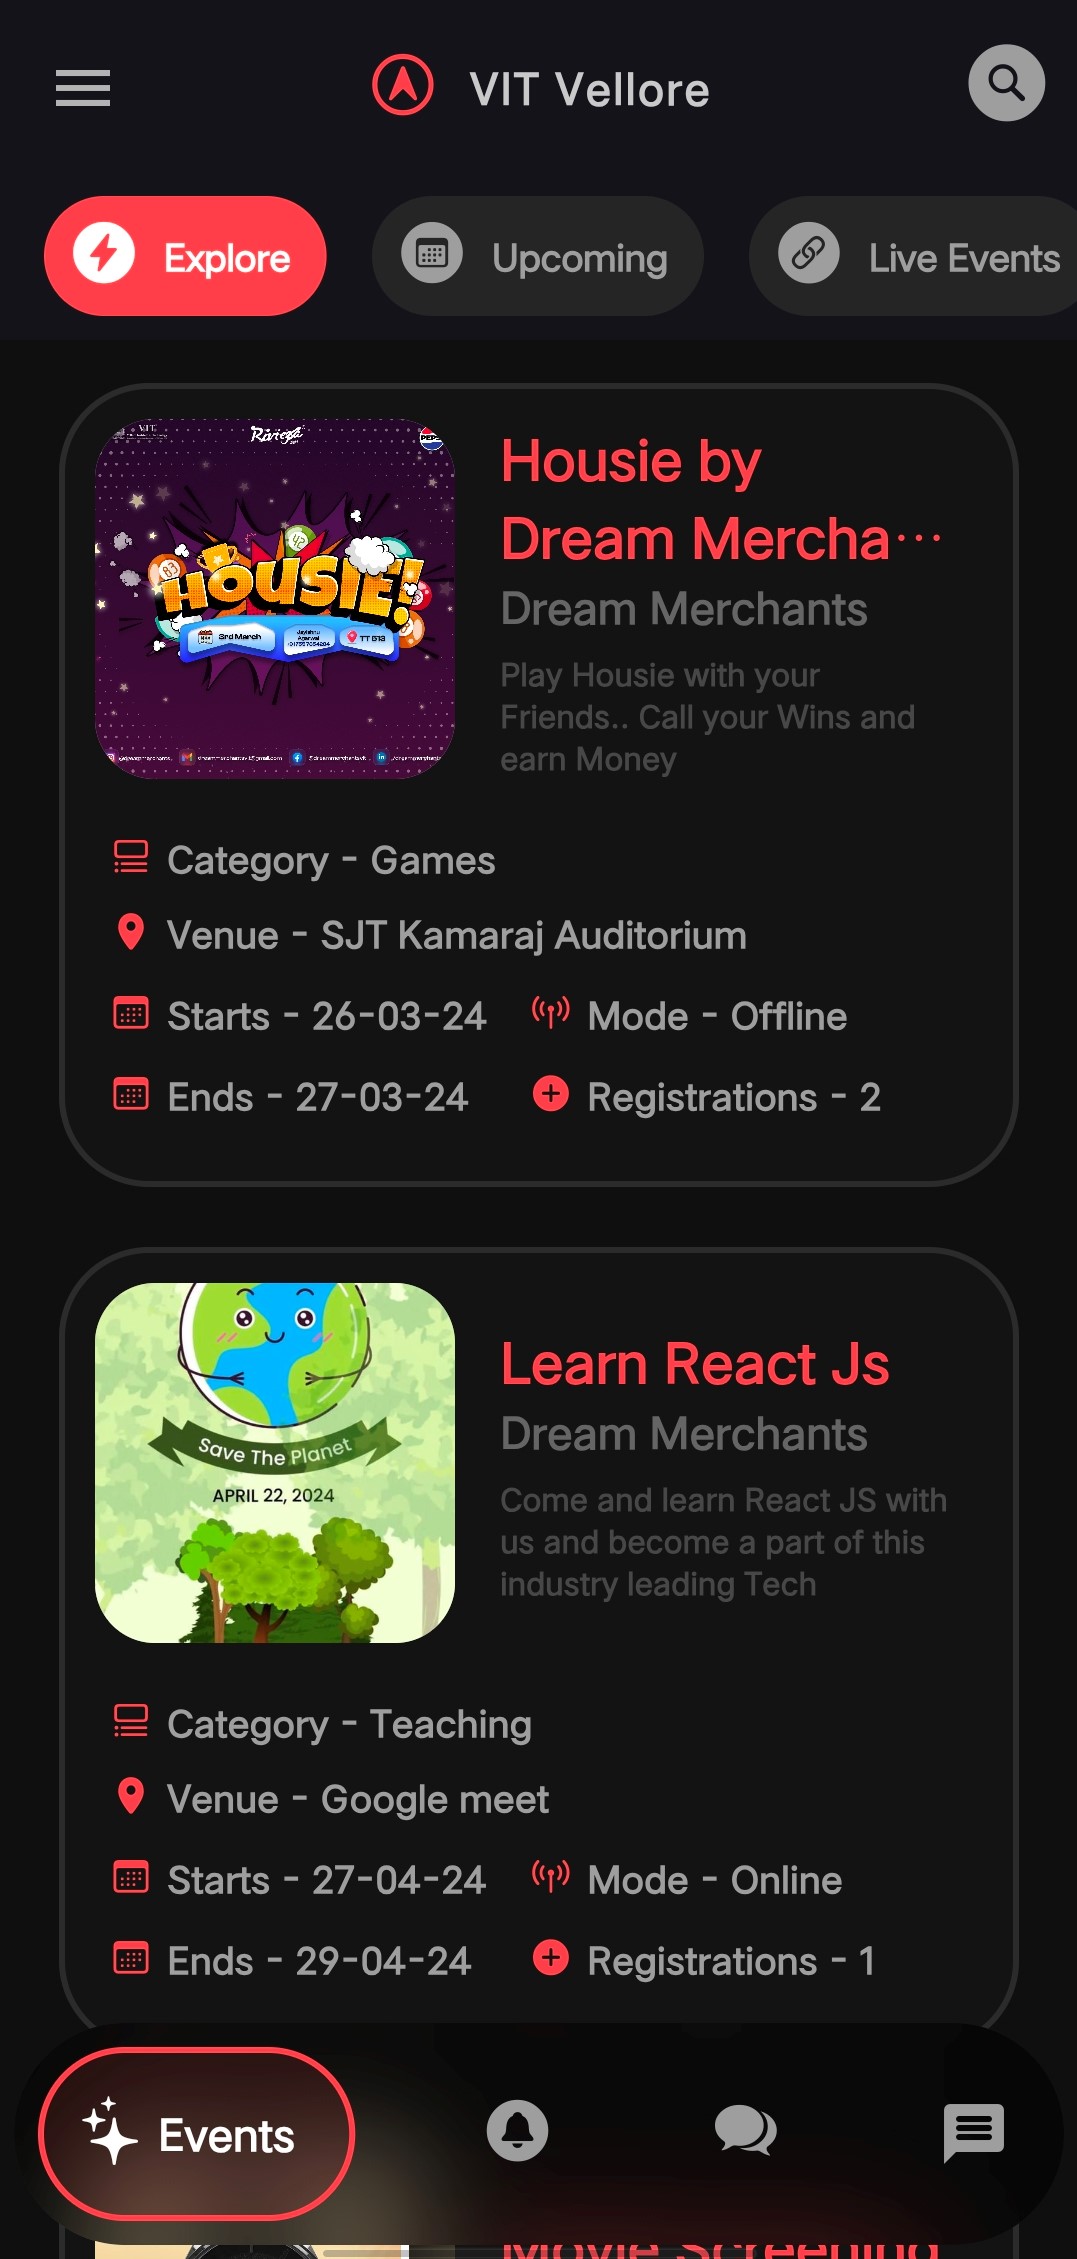 VIT Vellore
Explore
Upcoming
Live Events
VIT
Riviera
HOUSIE!
3rd March
TT G13
Housie by
Dream Mercha...
Dream Merchants
Play Housie with your
Friends.. Call your Wins and
earn Money
Category - Games
Venue - SJT Kamaraj Auditorium
Starts - 26-03-24
Mode - Offline
Ends - 27-03-24
Registrations - 2
Save The Planet
APRIL 22, 2024
Learn React Js
Dream Merchants
Come and learn React JS with
us and become a part of this
industry leading Tech
Category - Teaching
Venue - Google meet
Starts - 27-04-24
Mode - Online
Ends - 29-04-24
Registrations - 1
Events
Movie Screening